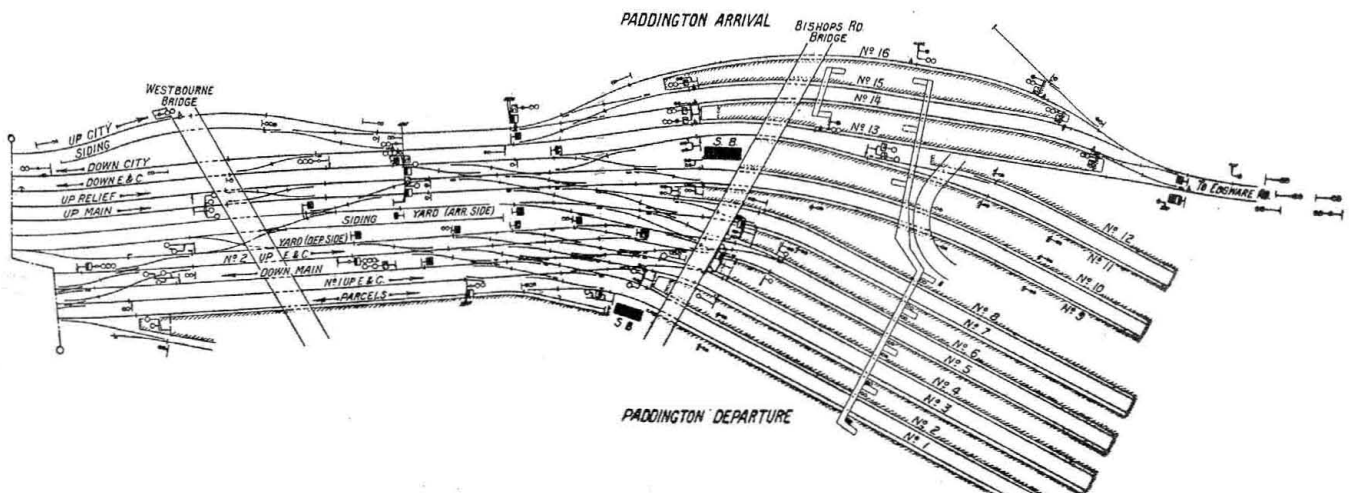 PADDINGTON ARRIVAL
BISHOPS RD.
BRIDGE
WESTBOURNE
BRIDGE
Nº 16
Nº 15
Nº 14
Nº 13
UP CITY
SIDING
DOWN CITY
DOWN E & C
UP RELIEF
UP MAIN
S. B.
TO EDGWARE RD.
SIDING
YARD (ARR. SIDE)
YARD (DEP. SIDE)
Nº 2 UP E & C.
DOWN MAIN
Nº 1 UP E & C.
PARCELS
S B
Nº 12
Nº 11
Nº 10
Nº 9
Nº 8
Nº 7
Nº 6
Nº 5
Nº 4
Nº 3
Nº 2
Nº 1
PADDINGTON DEPARTURE